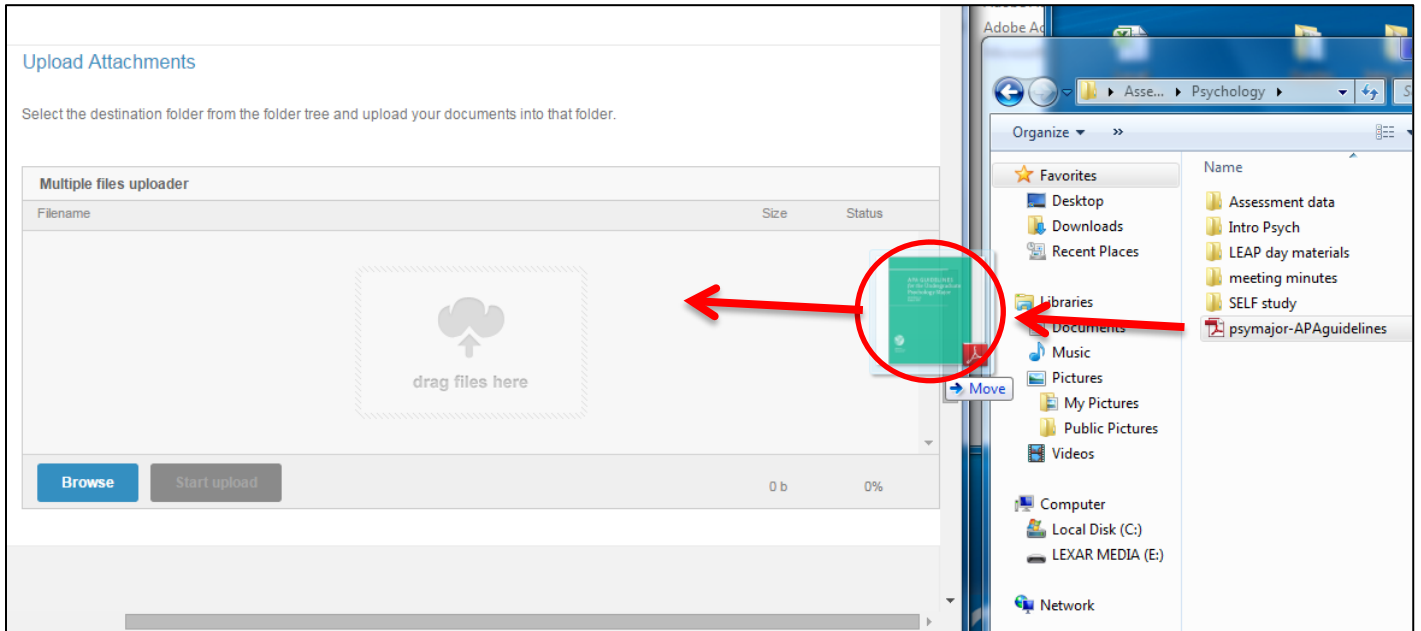 Upload Attachments
Select the destination folder from the folder tree and upload your documents into that folder.
Multiple files uploader
Filename Size Status
drag files here
Browse Start upload 0 b 0%
APA GUIDELINES
Move
Adobe Ac
Asse... Psychology
Organize »
Name
Favorites
Desktop
Downloads
Recent Places
Libraries
Documents
Music
Pictures
My Pictures
Public Pictures
Videos
Computer
Local Disk (C:)
LEXAR MEDIA (E:)
Network
Assessment data
Intro Psych
LEAP day materials
meeting minutes
SELF study
psymajor-APAguidelines